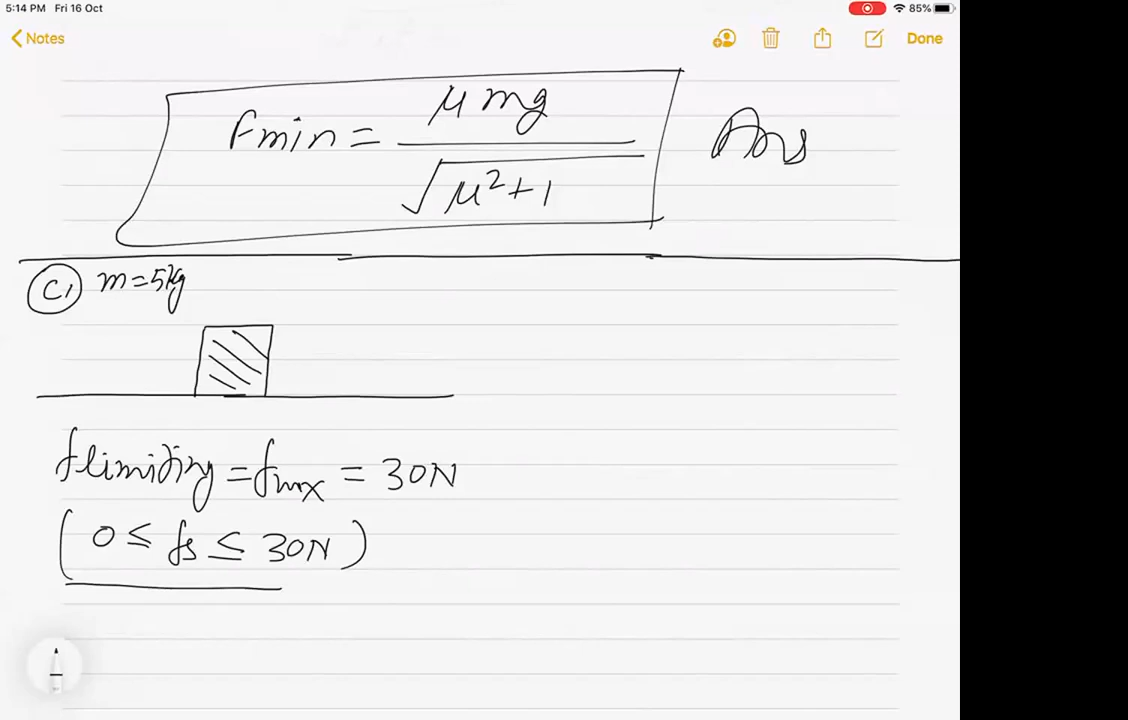 5:14 PM Fri 16 Oct
85%
Notes
Done
Fmin = μmg / √μ²+1
Ans
C1 m=5kg
flimiting = fmax = 30N
(0 ≤ fs ≤ 30N)